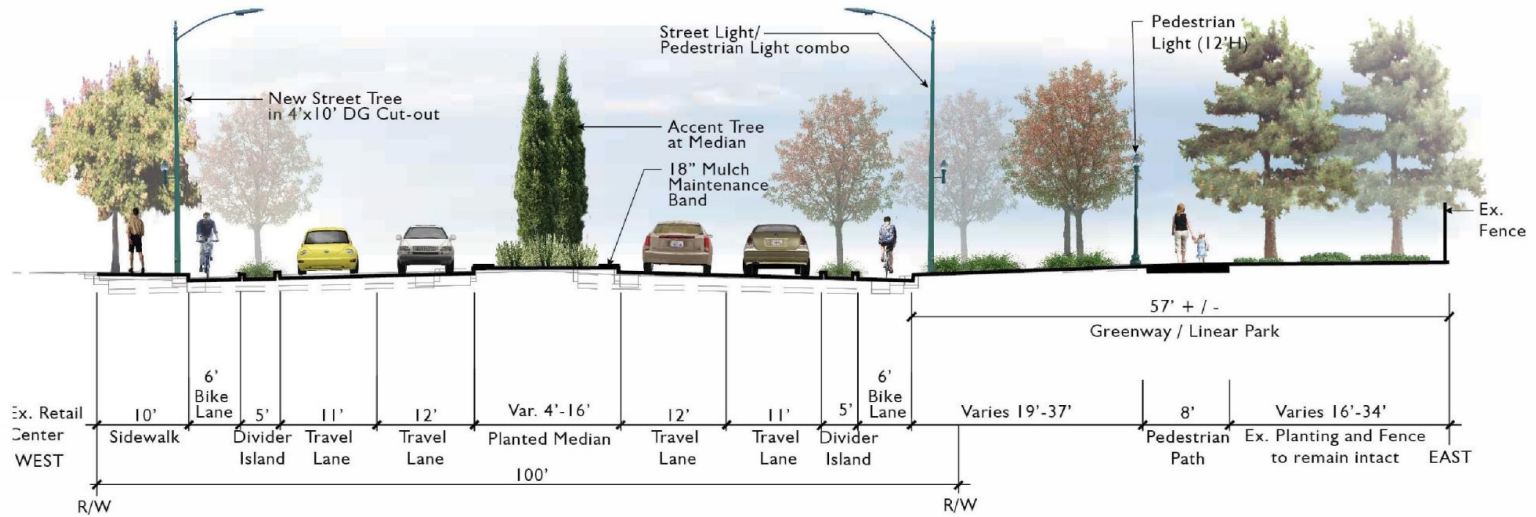 Street Light/
Pedestrian Light combo
Pedestrian
Light (12'H)
New Street Tree
in 4'x10' DG Cut-out
Accent Tree
at Median
18" Mulch
Maintenance
Band
Ex.
Fence
57' + / -
Greenway / Linear Park
Ex. Retail
Center
WEST
10'
Sidewalk
6'
Bike
Lane
5'
Divider
Island
11'
Travel
Lane
12'
Travel
Lane
Var. 4'-16'
Planted Median
12'
Travel
Lane
11'
Travel
Lane
5'
Divider
Island
6'
Bike
Lane
Varies 19'-37'
8'
Pedestrian
Path
Varies 16'-34'
Ex. Planting and Fence
to remain intact
EAST
100'
R/W
R/W